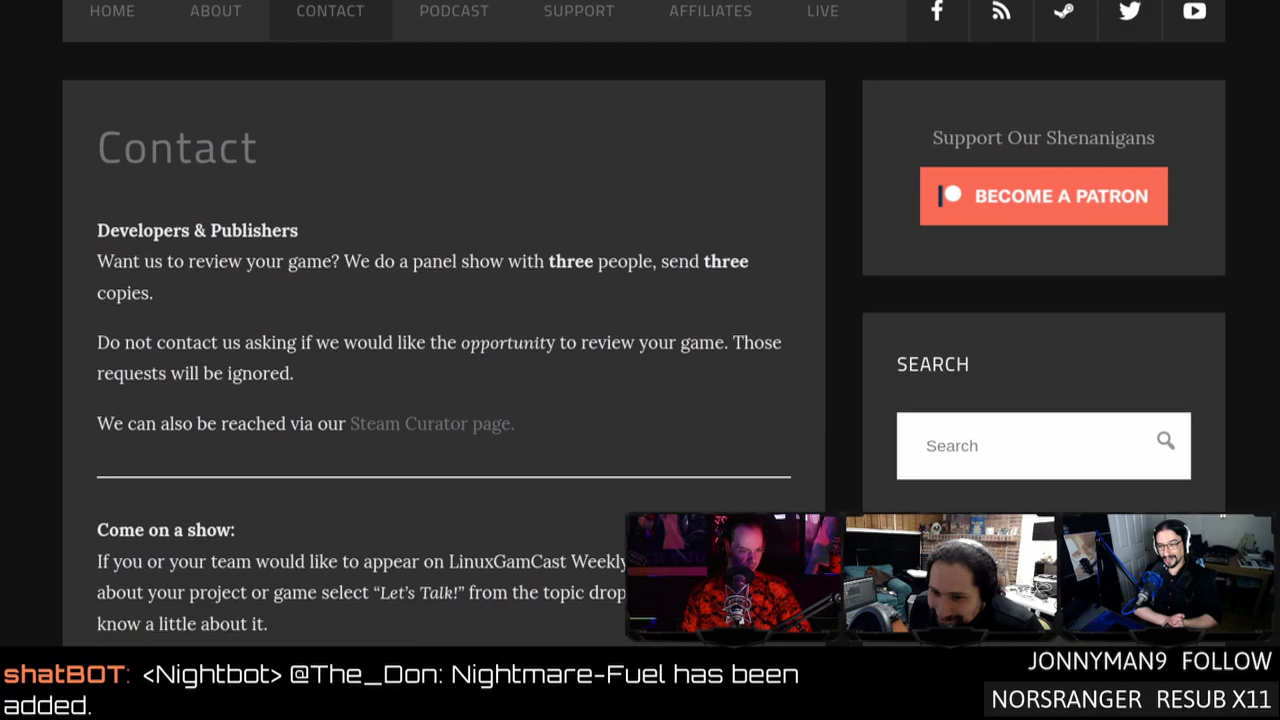 HOME ABOUT CONTACT PODCAST SUPPORT AFFILIATES LIVE
Contact
Developers & Publishers
Want us to review your game? We do a panel show with three people, send three
copies.
Do not contact us asking if we would like the opportunity to review your game. Those
requests will be ignored.
We can also be reached via our Steam Curator page.
Come on a show:
If you or your team would like to appear on LinuxGamCast Weekly
about your project or game select “Let’s Talk!” from the topic drop
know a little about it.
Support Our Shenanigans
BECOME A PATRON
SEARCH
Search
shatBOT: <Nightbot> @The_Don: Nightmare-Fuel has been
added.
JONNYMAN9 FOLLOW
NORSRANGER RESUB X11